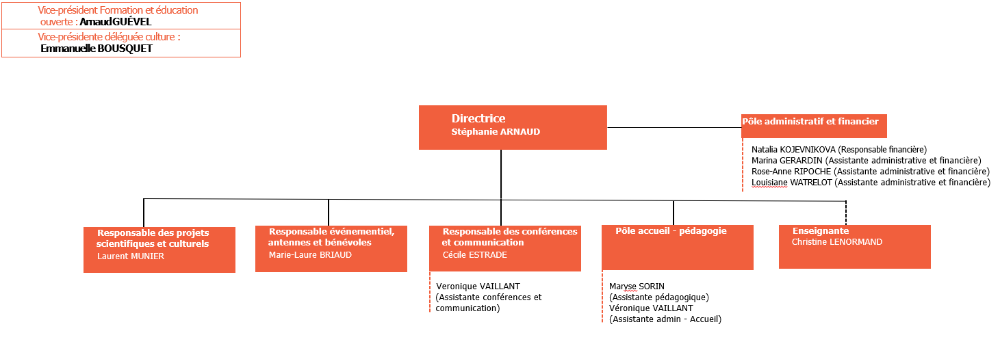 Vice-président Formation et éducation
ouverte : Arnaud GUÉVEL
Vice-présidente déléguée culture :
Emmanuelle BOUSQUET
Directrice
Stéphanie ARNAUD
Pôle administratif et financier
Natalia KOJEVNIKOVA (Responsable financière)
Marina GERARDIN (Assistante administrative et financière)
Rose-Anne RIPOCHE (Assistante administrative et financière)
Louisiane WATRELOT (Assistante administrative et financière)
Responsable des projets
scientifiques et culturels
Laurent MUNIER
Responsable événementiel,
antennes et bénévoles
Marie-Laure BRIAUD
Responsable des conférences
et communication
Cécile ESTRADE
Veronique VAILLANT
(Assistante conférences et
communication)
Pôle accueil - pédagogie
Maryse SORIN
(Assistante pédagogique)
Véronique VAILLANT
(Assistante admin - Accueil)
Enseignante
Christine LENORMAND